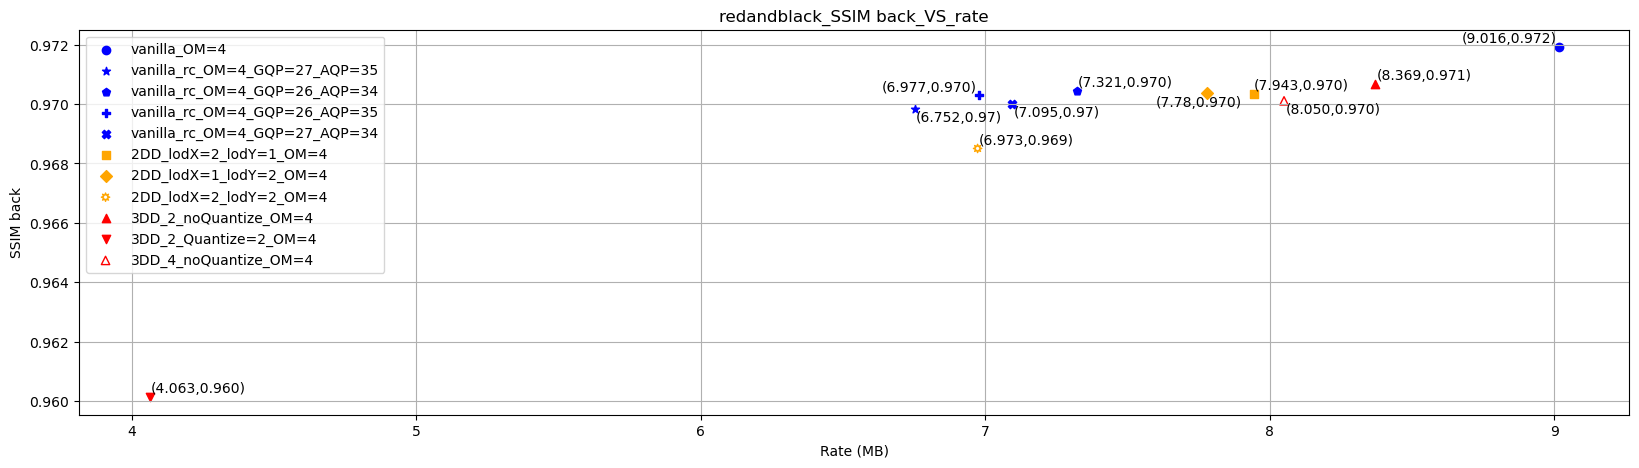 redandblack_SSIM back_VS_rate
SSIM back
0.972
0.970
0.968
0.966
0.964
0.962
0.960
vanilla_OM=4
vanilla_rc_OM=4_GQP=27_AQP=35
vanilla_rc_OM=4_GQP=26_AQP=34
vanilla_rc_OM=4_GQP=26_AQP=35
vanilla_rc_OM=4_GQP=27_AQP=34
2DD_lodX=2_lodY=1_OM=4
2DD_lodX=1_lodY=2_OM=4
2DD_lodX=2_lodY=2_OM=4
3DD_2_noQuantize_OM=4
3DD_2_Quantize=2_OM=4
3DD_4_noQuantize_OM=4
(9.016,0.972)
(6.977,0.970)
(7.321,0.970)
(7.943,0.970)
(8.369,0.971)
(6.752,0.97)
(7.095,0.97)
(7.78,0.970)
(8.050,0.970)
(6.973,0.969)
(4.063,0.960)
4
5
6
7
8
9
Rate (MB)